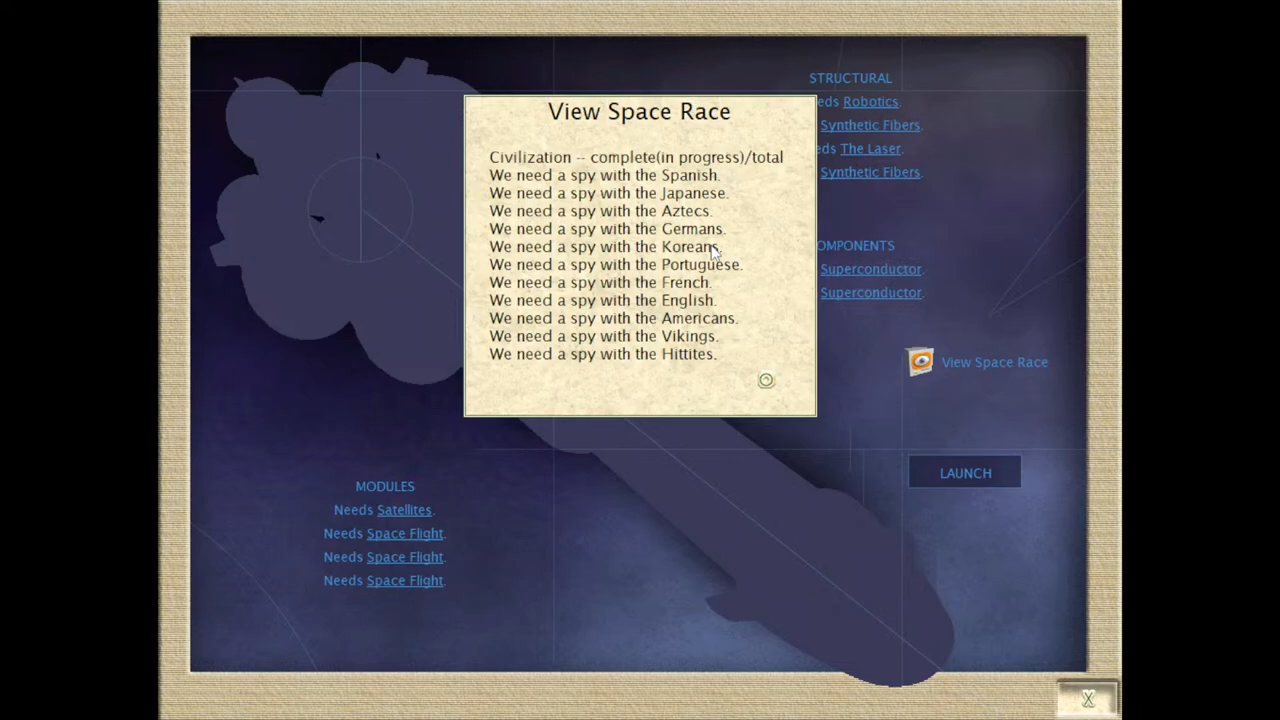 STRUCTURAL
eds Robotics.
Synthetic Fibers.
eds The Laser.
Synthetic Fibers.
View Space Race
Civilization -- complete(in progress)/total
We need a spy with the Spanish.
We need a spy with the Japanese.
We need a spy with the
We need a spy with the
We need a spy with the Koreans.
We need a spy with the Portuguese.
We need a spy with the
We need a spy with the English.
We need a spy with the Americans.
We need a spy with the Vikings.
We need a spy with the Hittites.
OMPONENTS
Superconductor.
Superconductor.
View Space Race
LAUNCH
MODULES
Needs Satellites.
Needs Space Flight.
Needs Space Flight.
Needs Space Flight.
X